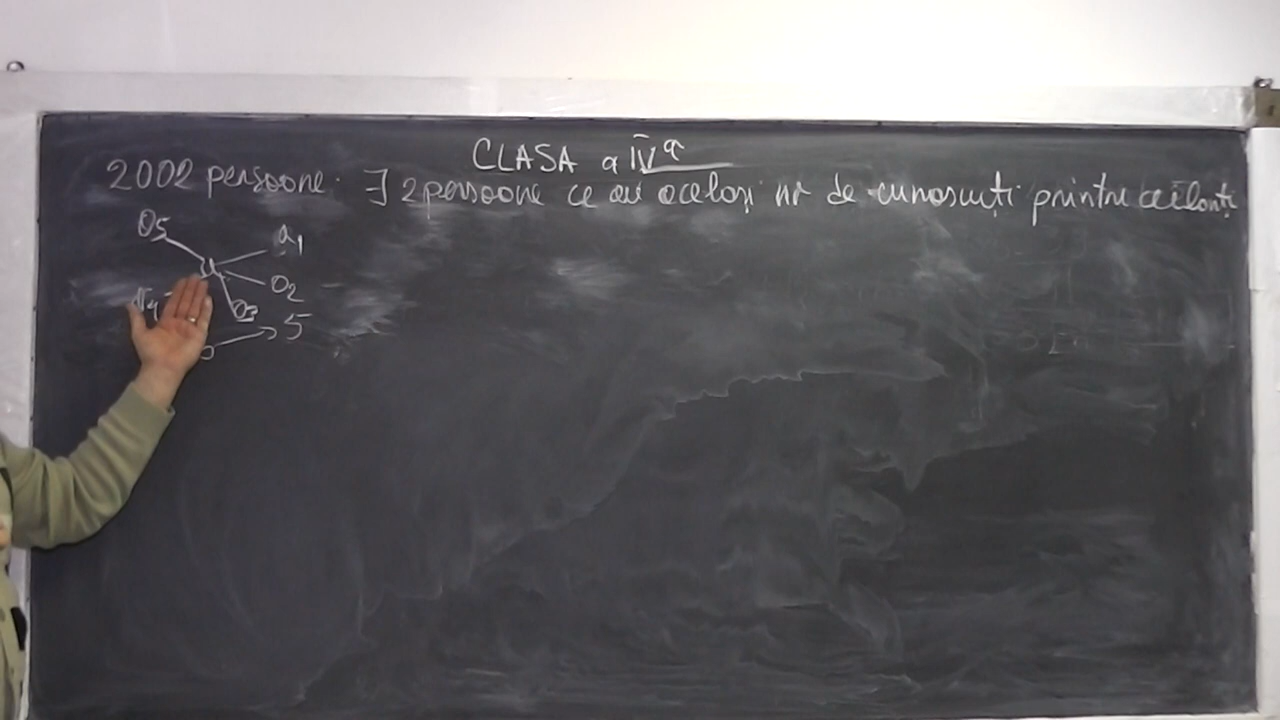 CLASA a IV a
2002 persoane. ∃ 2 persoane ce au același nr de cunoscuți printre ceilalți
a5
a1
a
a2
a4
a3
5